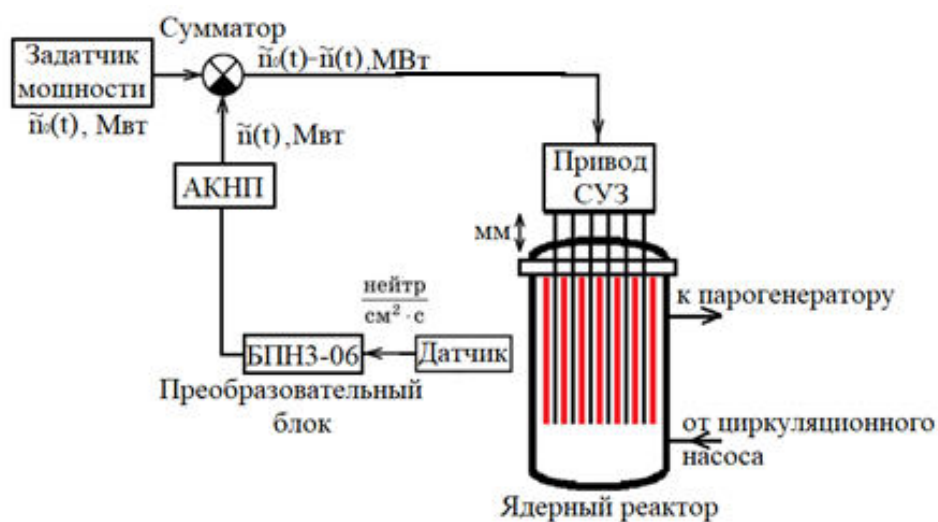 Сумматор
Задатчик
мощности
ñ₀(t), Мвт
ñ₀(t)-ñ(t),МВт
ñ(t),Мвт
АКНП
Привод
СУЗ
мм
к парогенератору
нейтр
см² · с
БПНЗ-06
Датчик
Преобразовательный
блок
от циркуляционного
насоса
Ядерный реактор